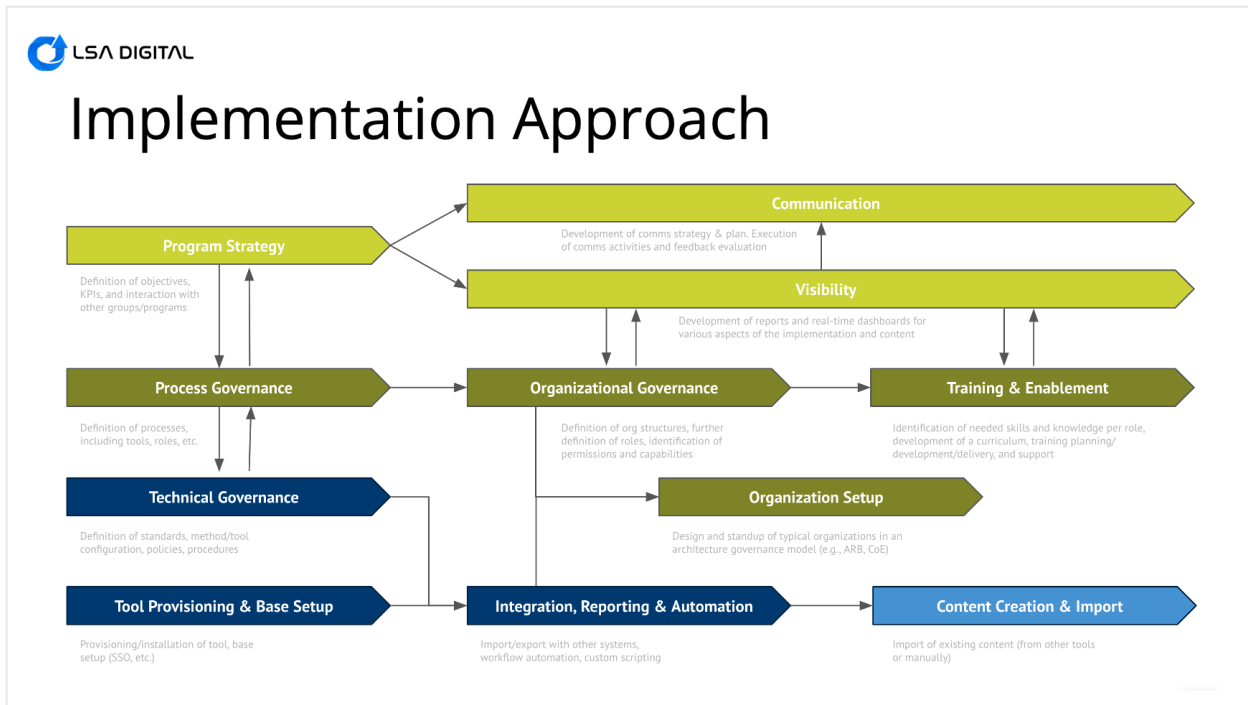 LSA DIGITAL
Implementation Approach
Communication
Development of comms strategy & plan. Execution
of comms activities and feedback evaluation
Program Strategy
Definition of objectives,
KPIs, and interaction with
other groups/programs
Visibility
Development of reports and real-time dashboards for
various aspects of the implementation and content
Process Governance
Definition of processes,
including tools, roles, etc.
Organizational Governance
Definition of org structures, further
definition of roles, identification of
permissions and capabilities
Training & Enablement
Identification of needed skills and knowledge per role,
development of a curriculum, training planning/
development/delivery, and support
Technical Governance
Definition of standards, method/tool
configuration, policies, procedures
Organization Setup
Design and standup of typical organizations in an
architecture governance model (e.g., ARB, CoE)
Tool Provisioning & Base Setup
Provisioning/installation of tool, base
setup (SSO, etc.)
Integration, Reporting & Automation
Import/export with other systems,
workflow automation, custom scripting
Content Creation & Import
Import of existing content (from other tools
or manually)